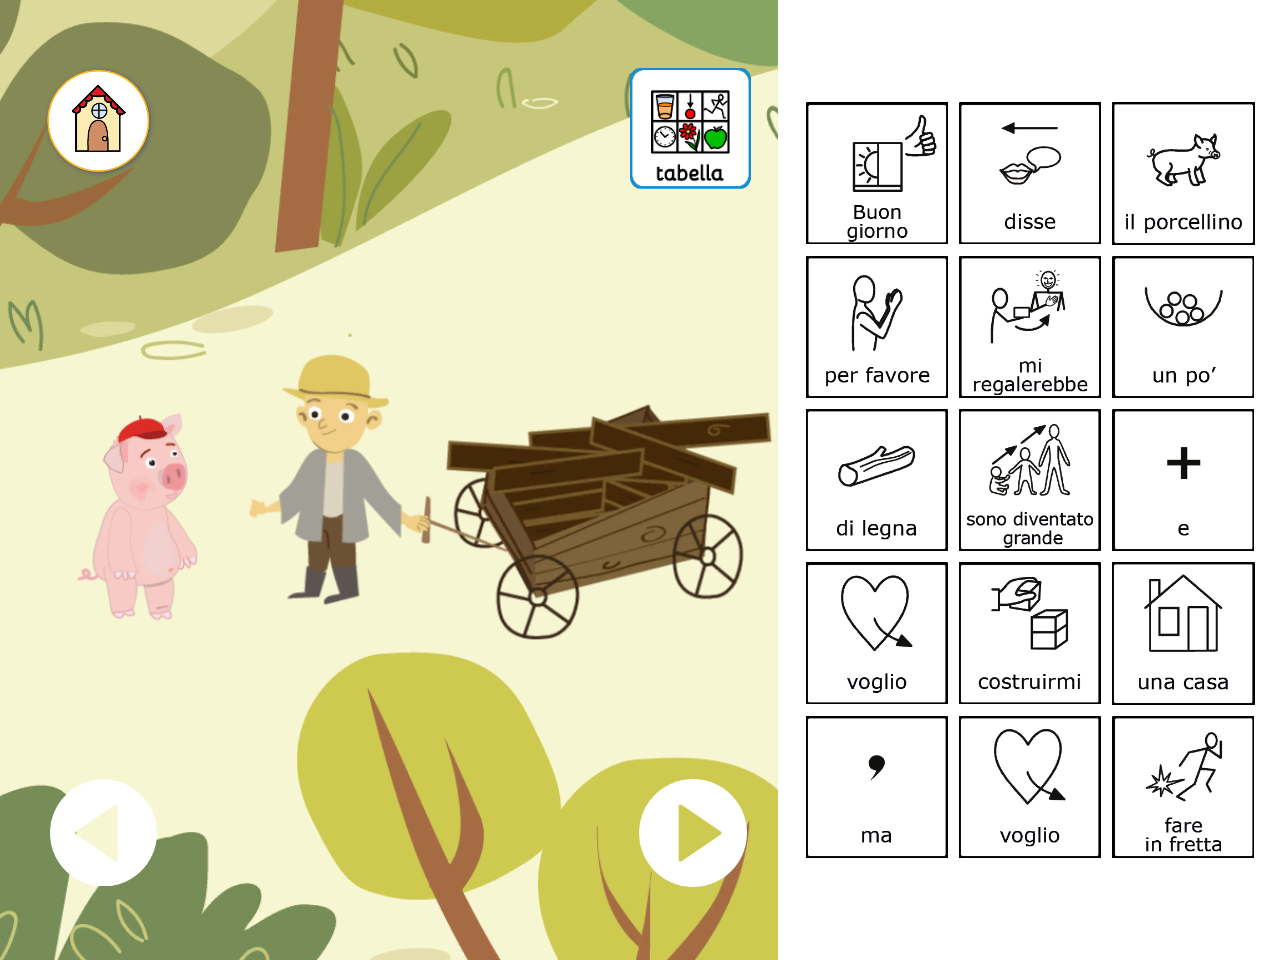 tabella
Buon
giorno
disse
il porcellino
per favore
mi
regalerebbe
un po’
di legna
sono diventato
grande
e
voglio
costruirmi
una casa
,
ma
voglio
fare
in fretta